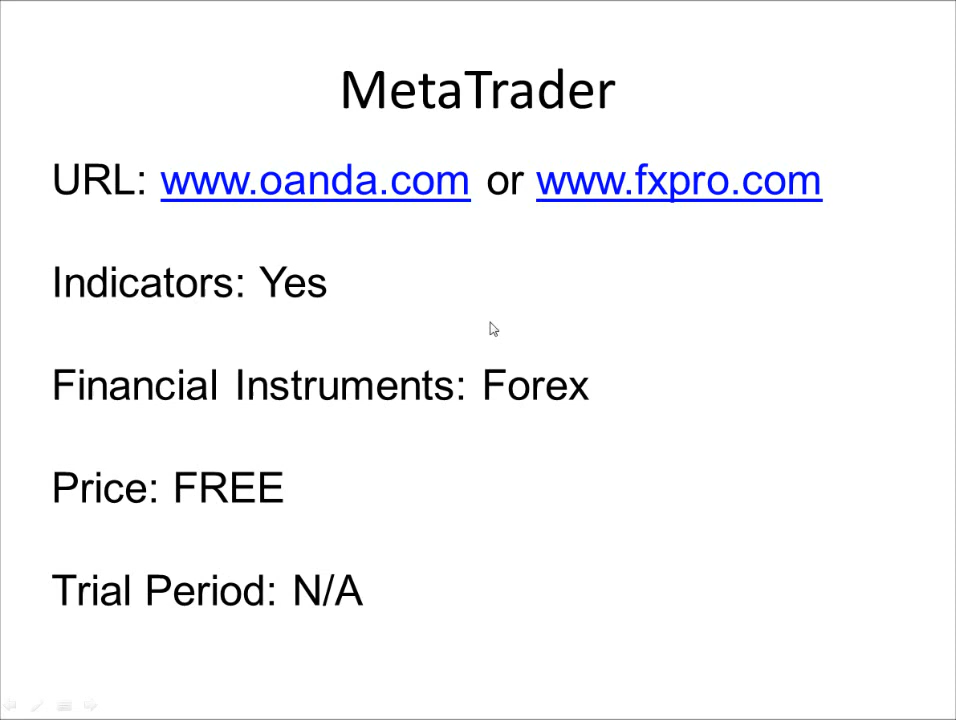 MetaTrader
URL: www.oanda.com or www.fxpro.com
Indicators: Yes
Financial Instruments: Forex
Price: FREE
Trial Period: N/A